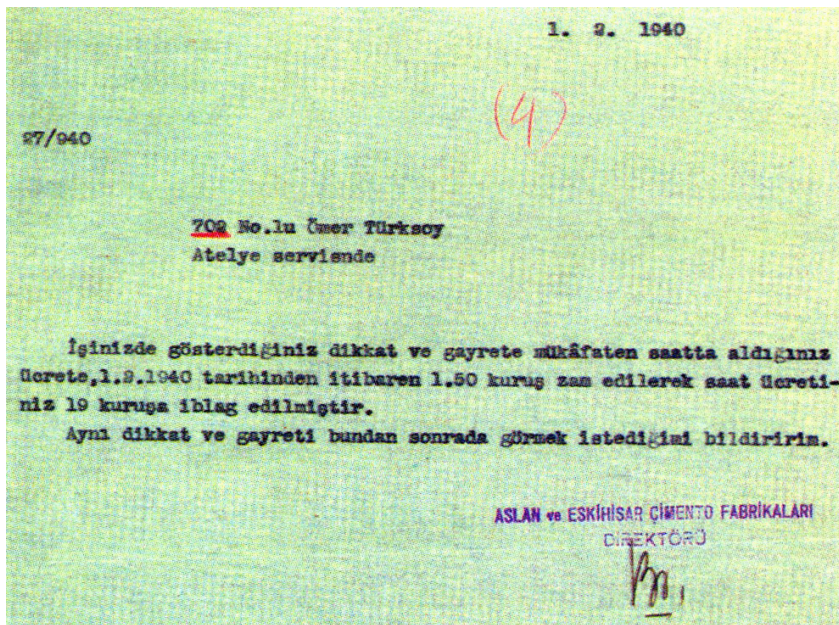 1. 2. 1940
(4)
27/940
702 No.lu Ömer Türksoy
Atelye servisnde
İşinizde gösterdiğiniz dikkat ve gayrete mükâfaten saatta aldığınız
ücrete,1.2.1940 tarihinden itibaren 1.50 kuruş zam edilerek saat ücreti-
niz 19 kuruşa iblag edilmiştir.
Aynı dikkat ve gayreti bundan sonrada görmek istediğimi bildiririm.
ASLAN ve ESKİHİSAR ÇİMENTO FABRİKALARI
DİREKTÖRÜ